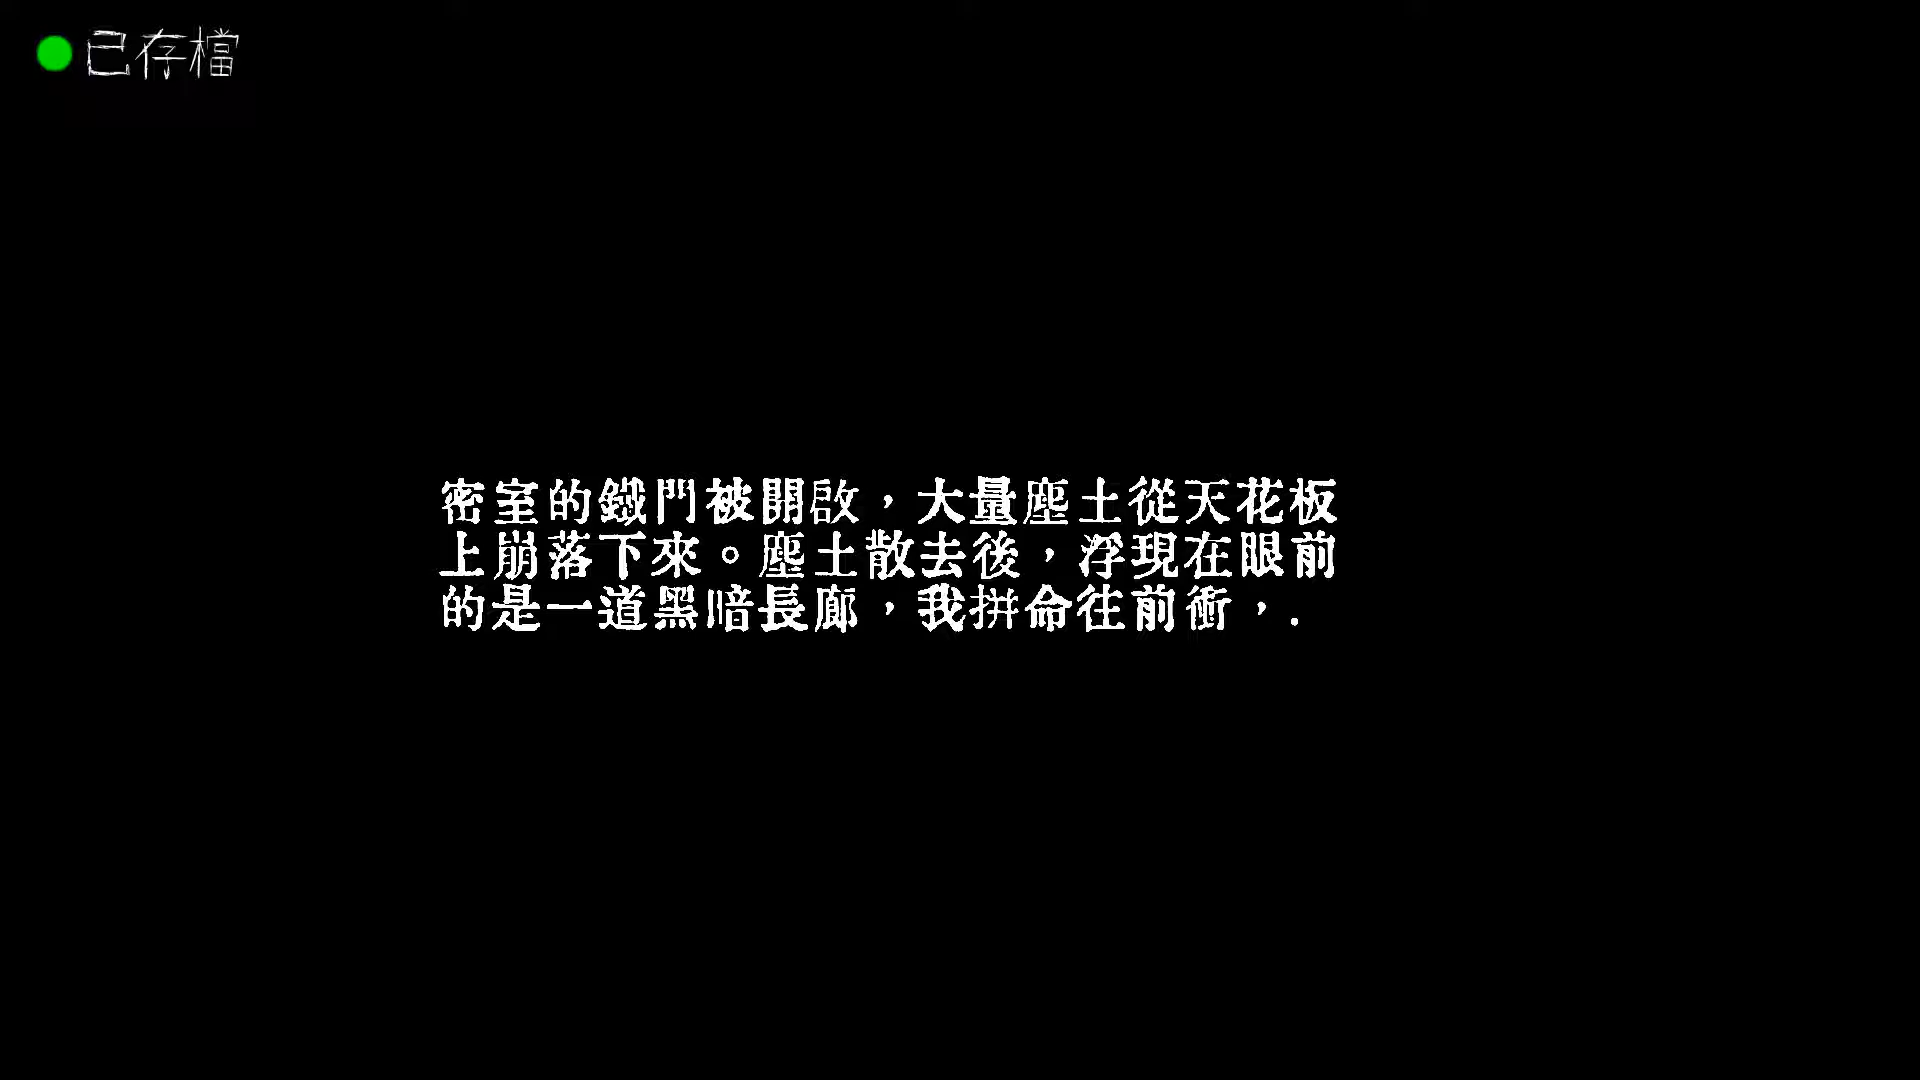 已存檔
密室的鐵門被開啟，大量塵土從天花板
上崩落下來。塵土散去後，浮現在眼前
的是一道黑暗長廊，我拼命往前衝，.